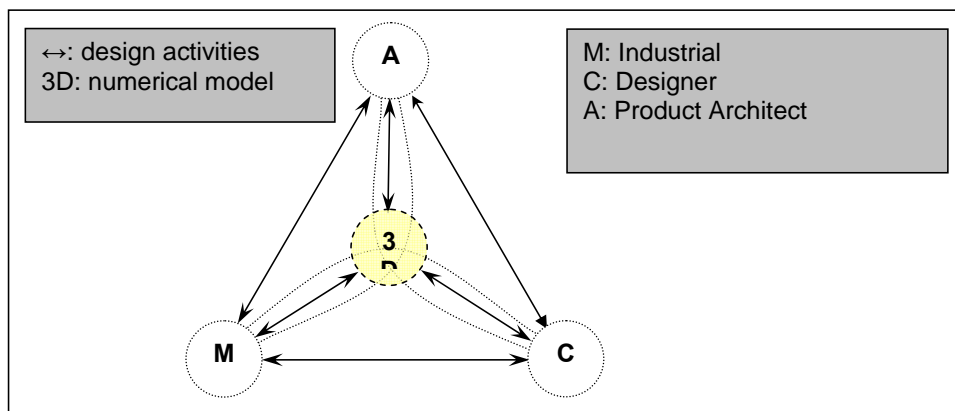 ↔: design activities
3D: numerical model
M: Industrial
C: Designer
A: Product Architect
A
3
D
M
C